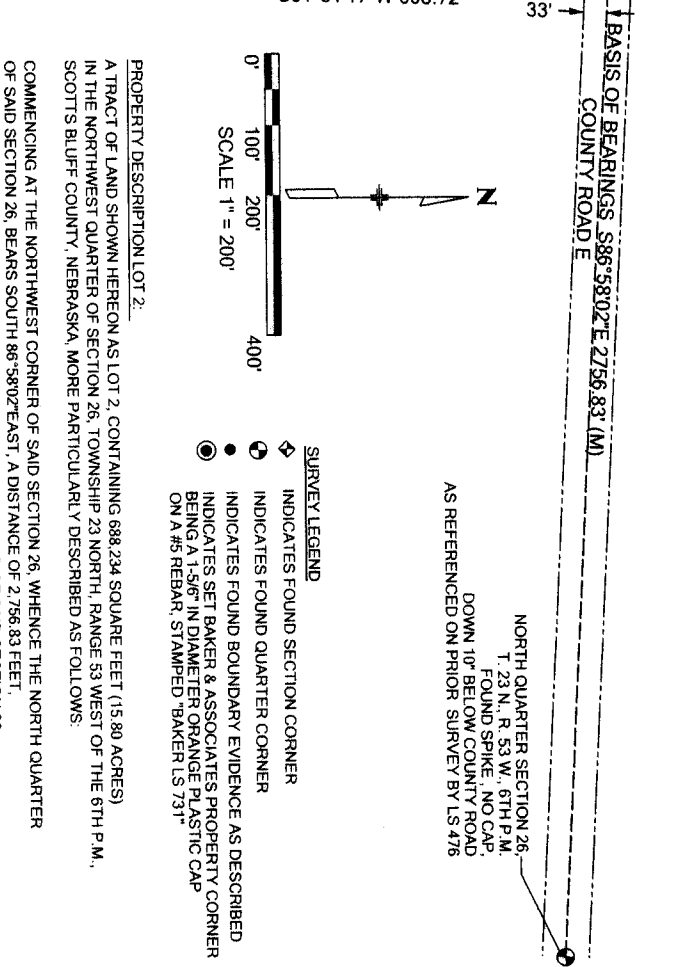 33'
BASIS OF BEARINGS S86°58'02"E 2756.83' (M)
COUNTY ROAD E
NORTH QUARTER SECTION 26,
T. 23 N., R. 53 W., 6TH P.M.
FOUND SPIKE, NO CAP,
DOWN 10" BELOW COUNTY ROAD
AS REFERENCED ON PRIOR SURVEY BY LS 476
N
0' 100' 200' 400'
SCALE 1" = 200'
SURVEY LEGEND
INDICATES FOUND SECTION CORNER
INDICATES FOUND QUARTER CORNER
INDICATES FOUND BOUNDARY EVIDENCE AS DESCRIBED
INDICATES SET BAKER & ASSOCIATES PROPERTY CORNER
BEING A 1-5/6" IN DIAMETER ORANGE PLASTIC CAP
ON A #5 REBAR, STAMPED "BAKER LS 731"
PROPERTY DESCRIPTION LOT 2:
A TRACT OF LAND SHOWN HEREON AS LOT 2, CONTAINING 688,234 SQUARE FEET (15.80 ACRES)
IN THE NORTHWEST QUARTER OF SECTION 26, TOWNSHIP 23 NORTH, RANGE 53 WEST OF THE 6TH P.M.,
SCOTTS BLUFF COUNTY, NEBRASKA, MORE PARTICULARLY DESCRIBED AS FOLLOWS:
COMMENCING AT THE NORTHWEST CORNER OF SAID SECTION 26, WHENCE THE NORTH QUARTER
OF SAID SECTION 26, BEARS SOUTH 86°58'02"EAST, A DISTANCE OF 2,756.83 FEET,